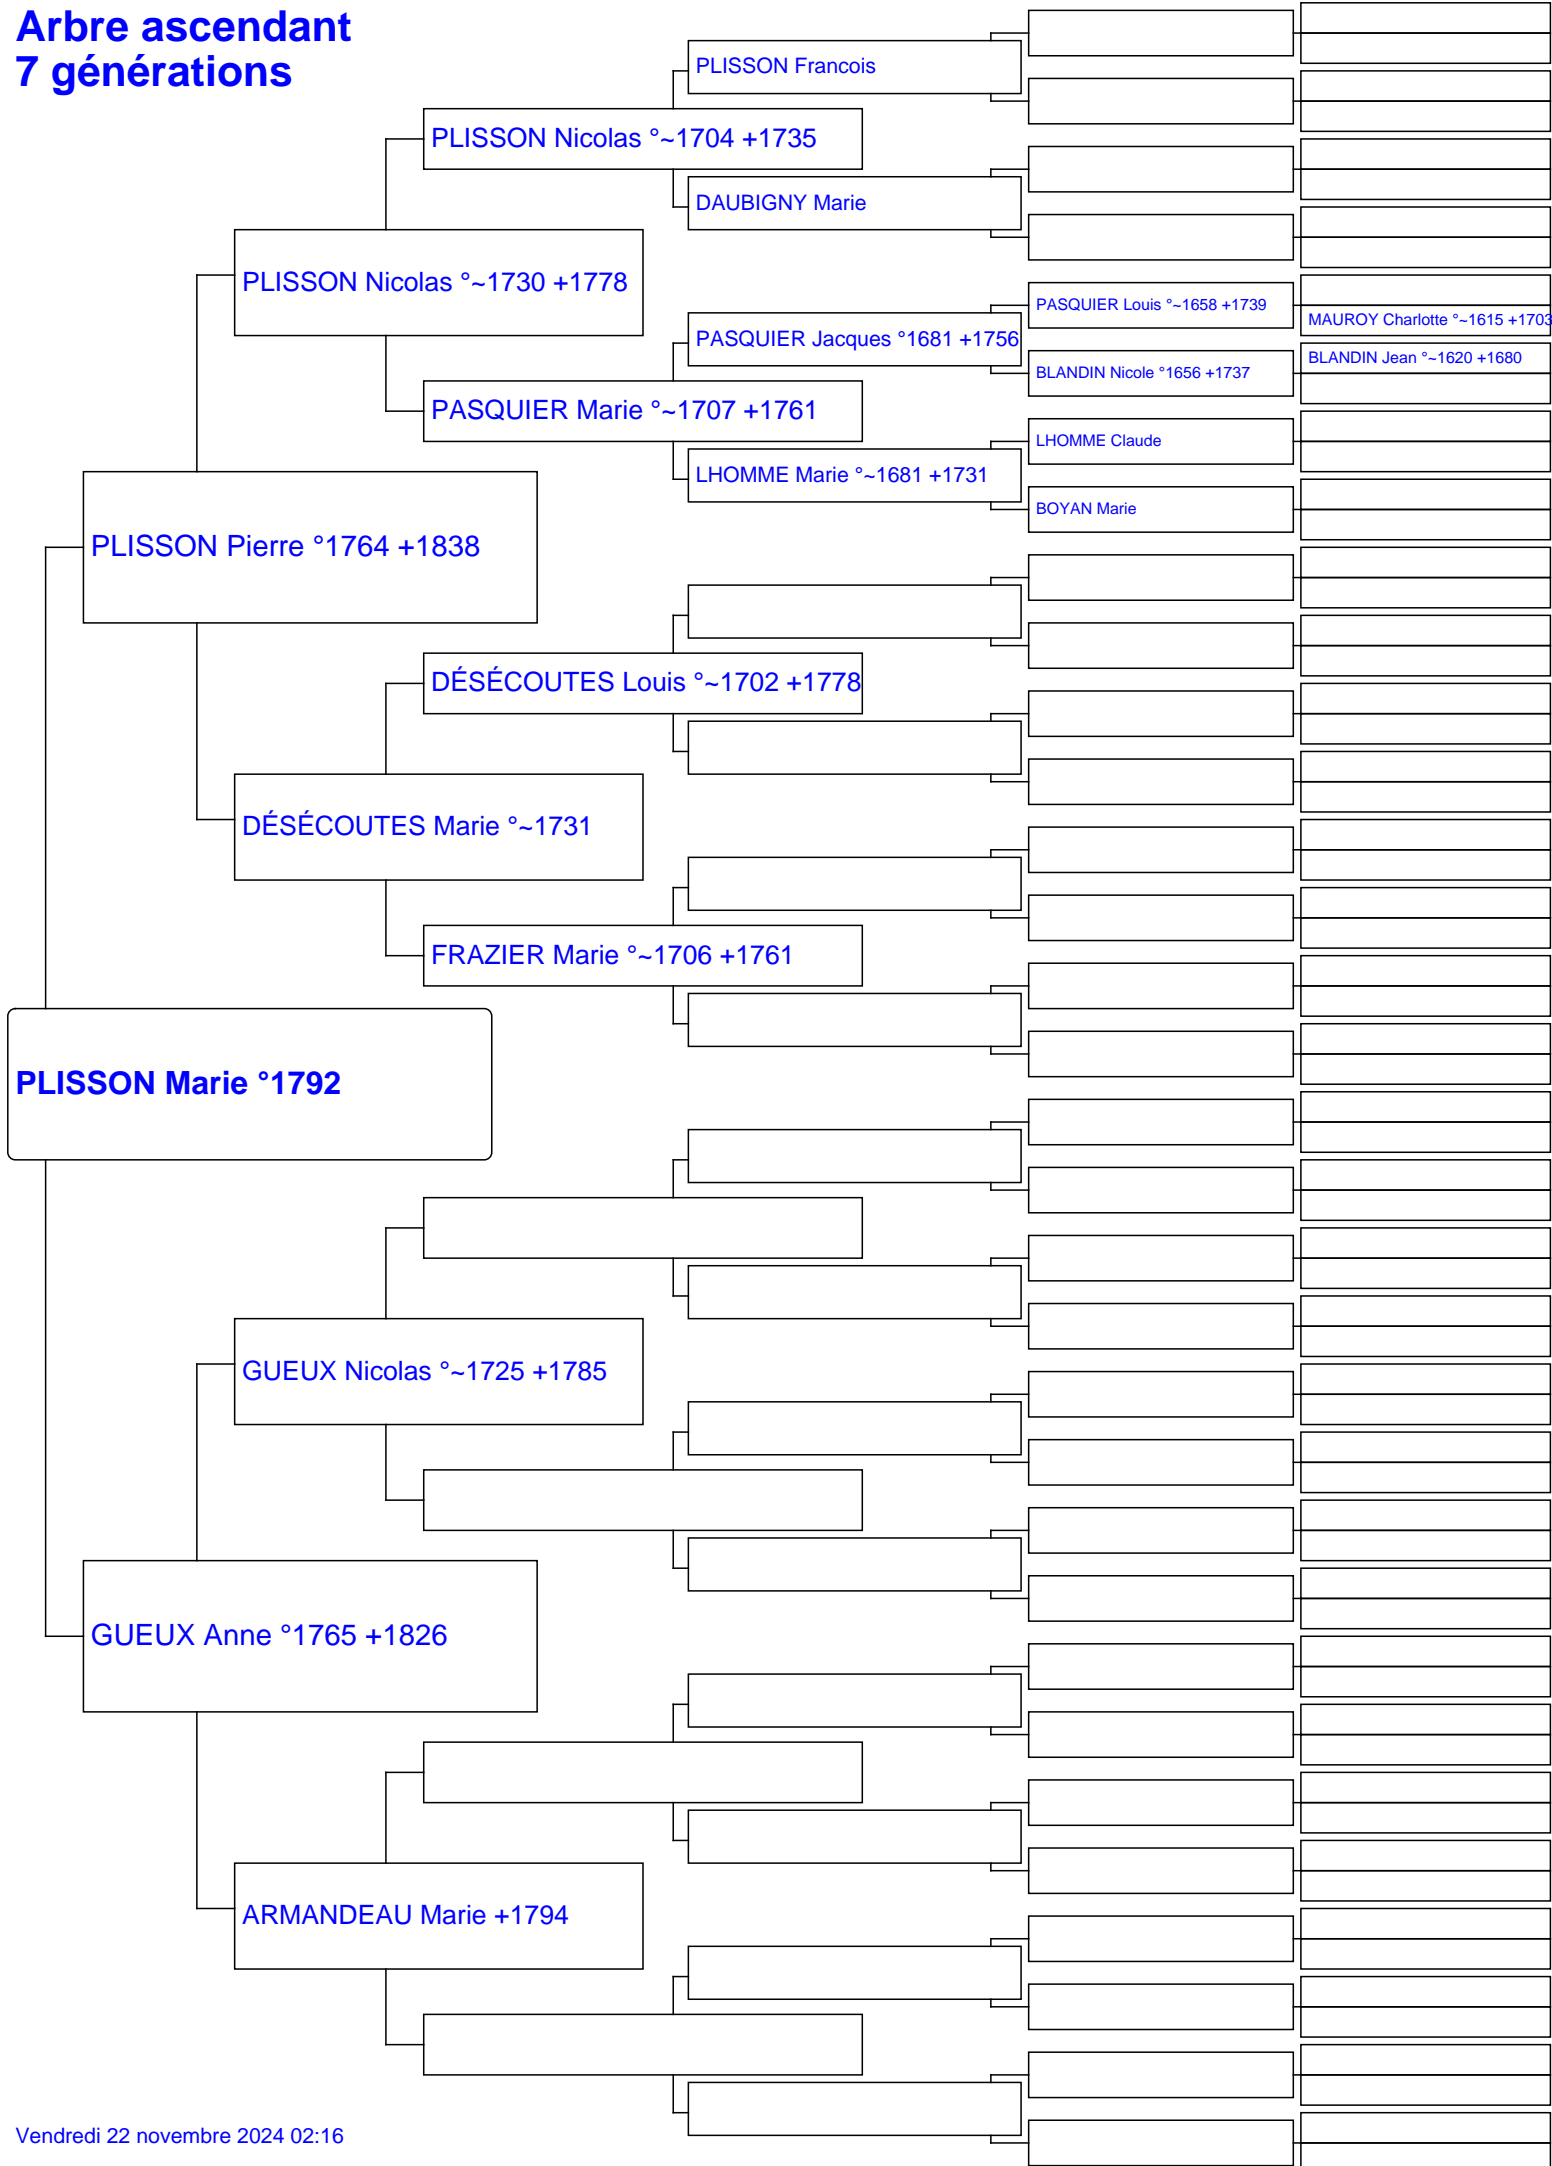 Arbre ascendant
7 générations
PLISSON Francois
PLISSON Nicolas °~1704 +1735
DAUBIGNY Marie
PLISSON Nicolas °~1730 +1778
PASQUIER Louis °~1658 +1739
MAUROY Charlotte °~1615 +1703
PASQUIER Jacques °1681 +1756
BLANDIN Jean °~1620 +1680
BLANDIN Nicole °1656 +1737
PASQUIER Marie °~1707 +1761
LHOMME Claude
LHOMME Marie °~1681 +1731
BOYAN Marie
PLISSON Pierre °1764 +1838
DÉSÉCOUTES Louis °~1702 +1778
DÉSÉCOUTES Marie °~1731
FRAZIER Marie °~1706 +1761
PLISSON Marie °1792
GUEUX Nicolas °~1725 +1785
GUEUX Anne °1765 +1826
ARMANDEAU Marie +1794
Vendredi 22 novembre 2024 02:16